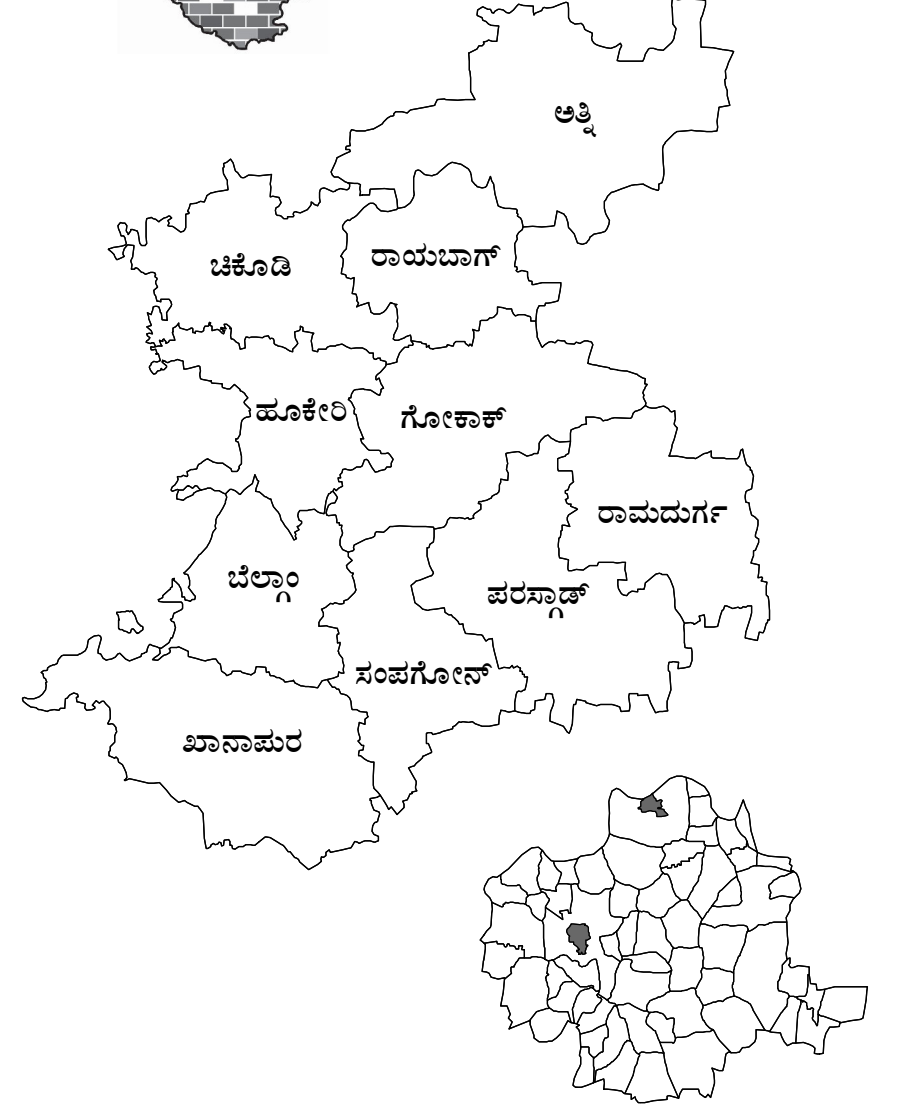 ಅತ್ನಿ
ರಾಯಬಾಗ್
ಚಿಕೊಡಿ
ಹೂಕೇರಿ
ಗೋಕಾಕ್
ರಾಮದುರ್ಗ
ಬೆಲ್ಗಾಂ
ಪರಸ್ಗಾಡ್
ಸಂಪಗೋನ್
ಖಾನಾಪುರ